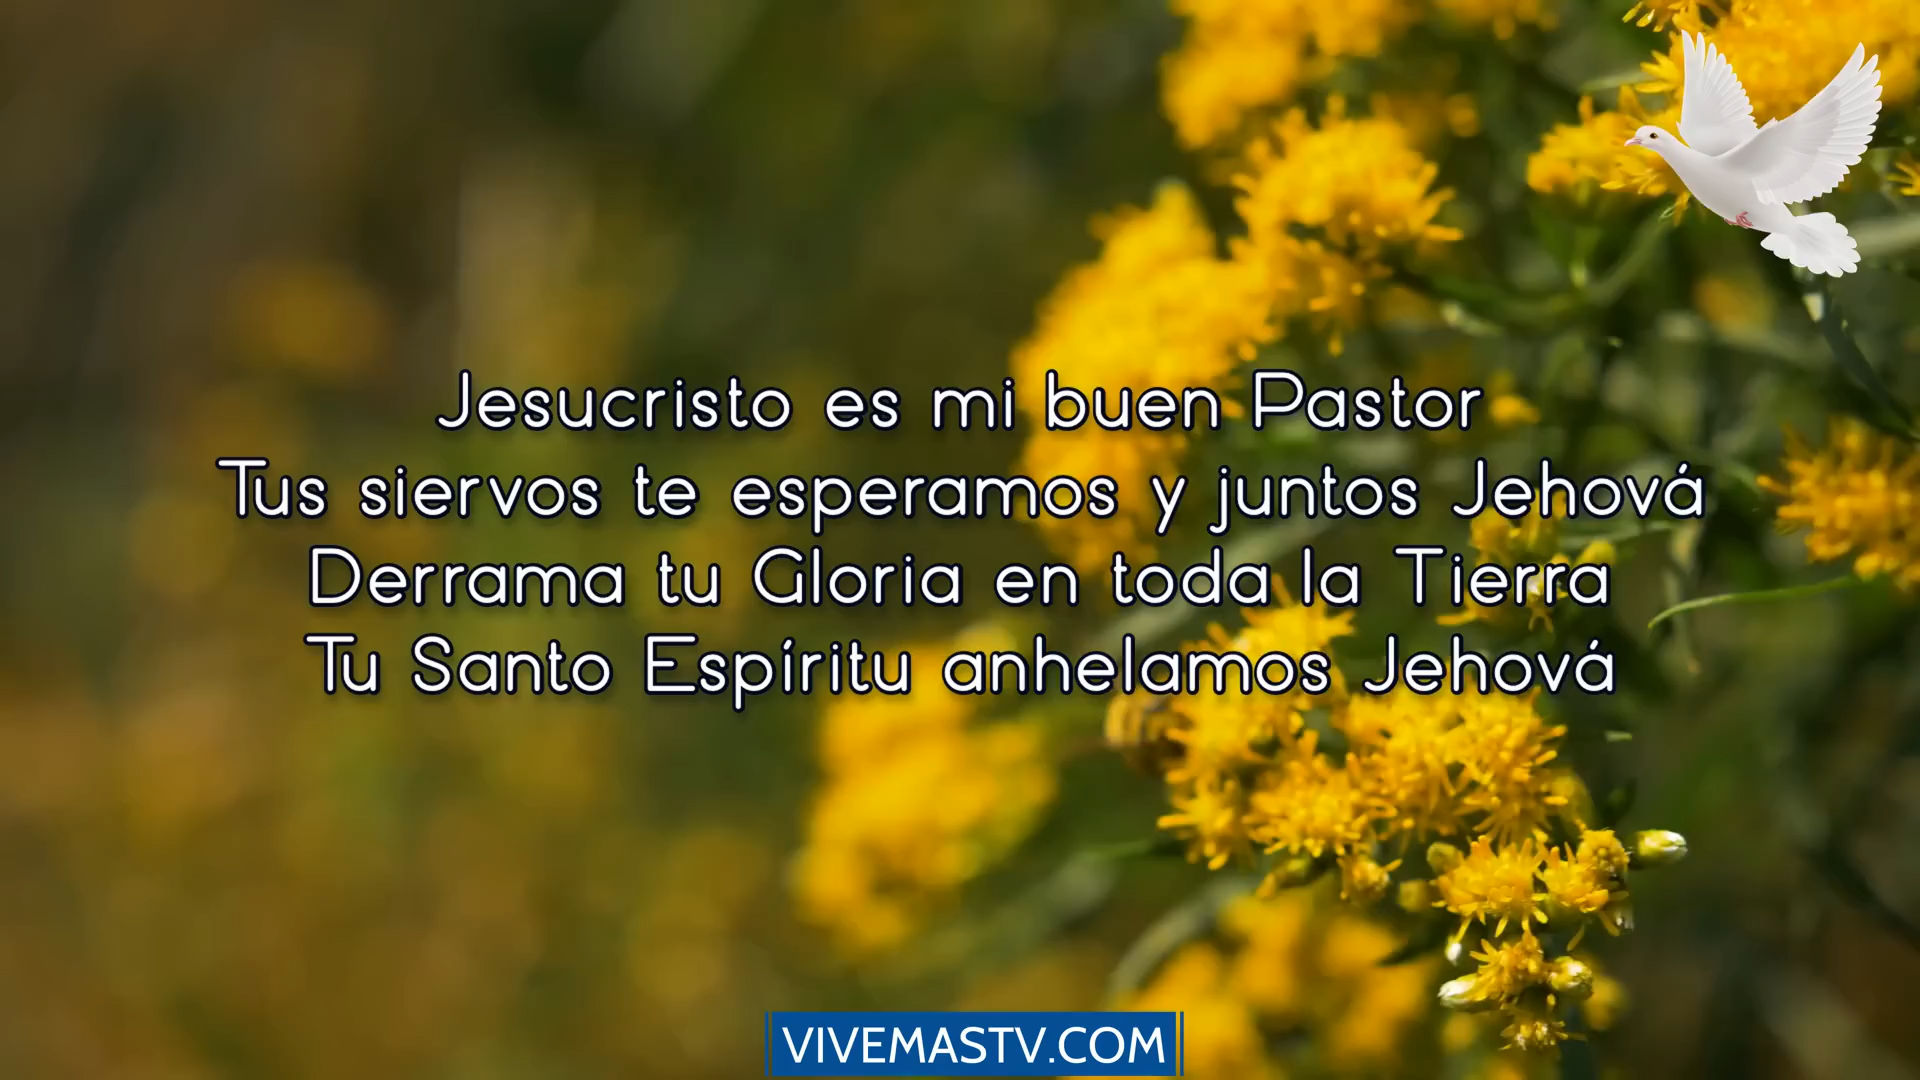 Jesucristo es mi buen Pastor
Tus siervos te esperamos y juntos Jehová
Derrama tu Gloria en toda la Tierra
Tu Santo Espíritu anhelamos Jehová
VIVEMASTV.COM